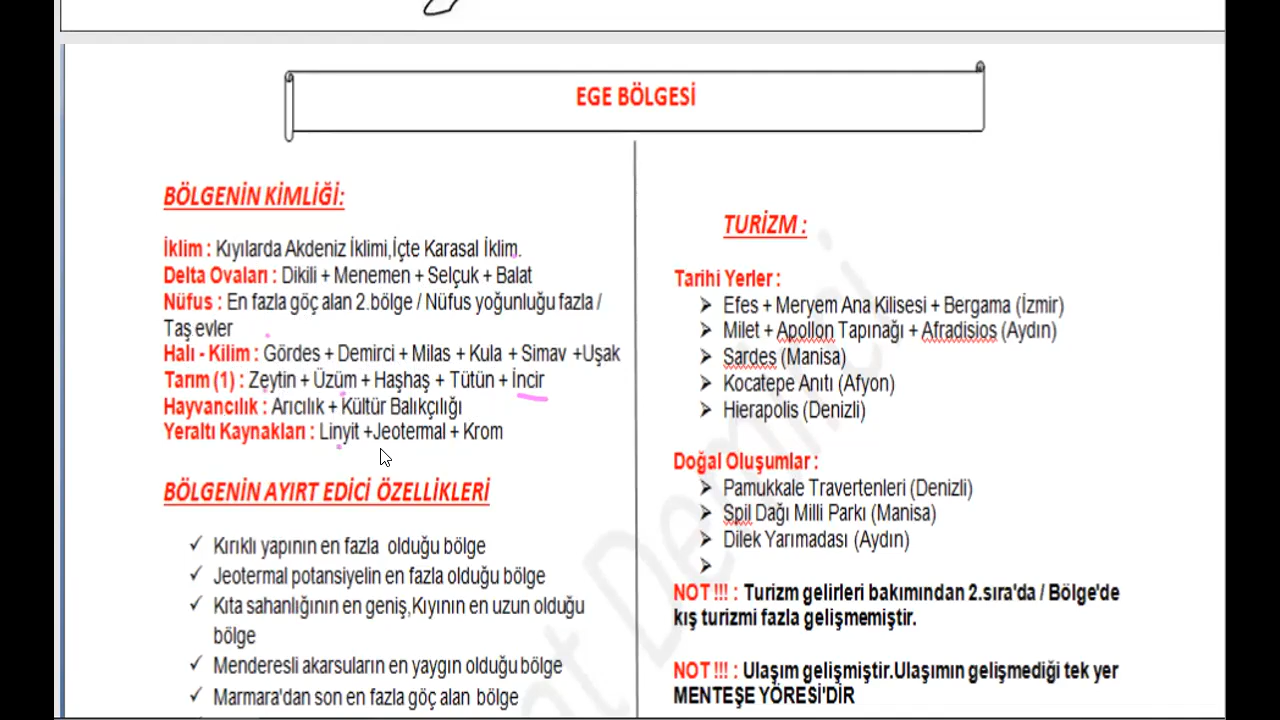 EGE BÖLGESİ
BÖLGENİN KİMLİĞİ:
İklim : Kıyılarda Akdeniz İklimi,İçte Karasal İklim.
Delta Ovaları : Dikili + Menemen + Selçuk + Balat
Nüfus : En fazla göç alan 2.bölge / Nüfus yoğunluğu fazla /
Taş evler
Halı - Kilim : Gördes + Demirci + Milas + Kula + Simav +Uşak
Tarım (1) : Zeytin + Üzüm + Haşhaş + Tütün + İncir
Hayvancılık : Arıcılık + Kültür Balıkçılığı
Yeraltı Kaynakları : Linyit +Jeotermal + Krom
BÖLGENİN AYIRT EDİCİ ÖZELLİKLERİ
✓ Kırıklı yapının en fazla olduğu bölge
✓ Jeotermal potansiyelin en fazla olduğu bölge
✓ Kıta sahanlığının en geniş,Kıyının en uzun olduğu
bölge
✓ Menderesli akarsuların en yaygın olduğu bölge
✓ Marmara'dan son en fazla göç alan bölge
TURİZM :
Tarihi Yerler :
➤ Efes + Meryem Ana Kilisesi + Bergama (İzmir)
➤ Milet + Apollon Tapınağı + Afradisios (Aydın)
➤ Sardes (Manisa)
➤ Kocatepe Anıtı (Afyon)
➤ Hierapolis (Denizli)
Doğal Oluşumlar :
➤ Pamukkale Travertenleri (Denizli)
➤ Spil Dağı Milli Parkı (Manisa)
➤ Dilek Yarımadası (Aydın)
➤
NOT !!! : Turizm gelirleri bakımından 2.sıra'da / Bölge'de
kış turizmi fazla gelişmemiştir.
NOT !!! : Ulaşım gelişmiştir.Ulaşımın gelişmediği tek yer
MENTEŞE YÖRESİ'DİR